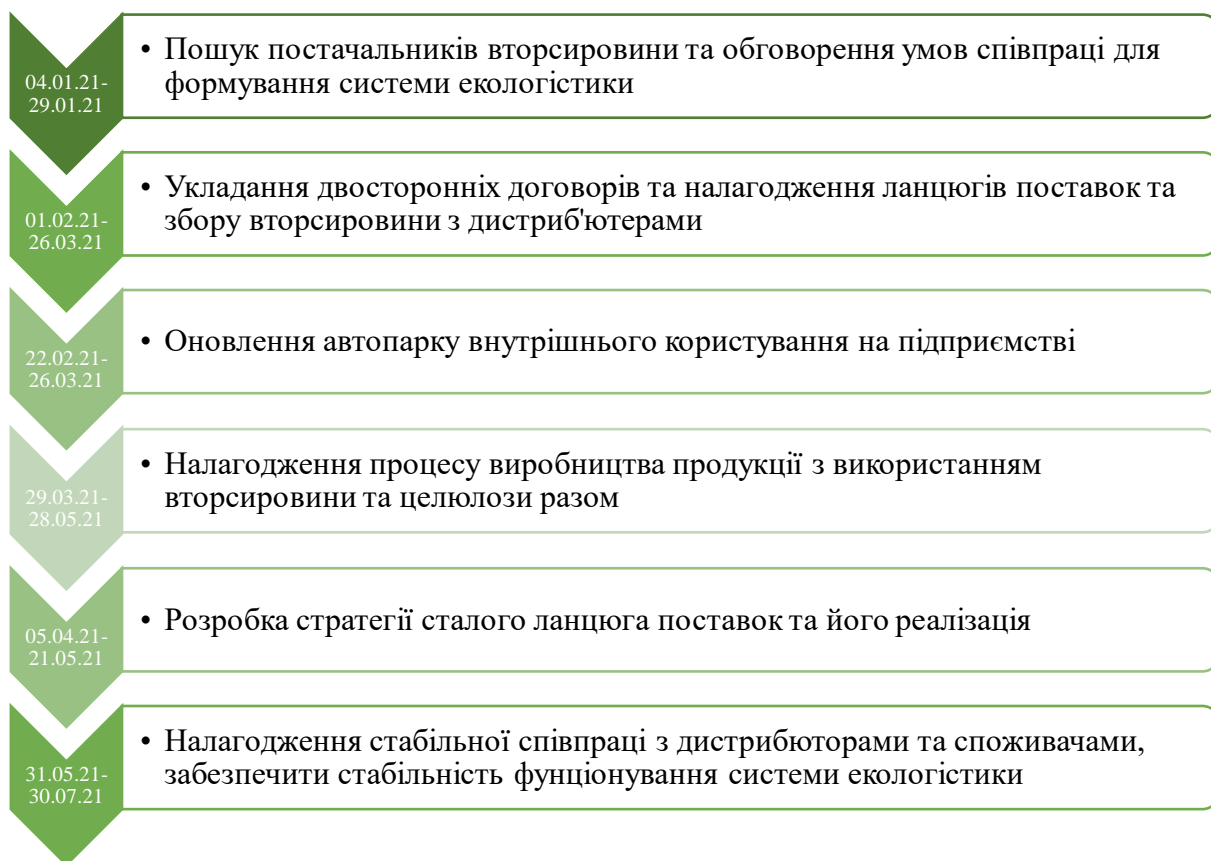 04.01.21-
29.01.21
• Пошук постачальників вторсировини та обговорення умов співпраці для
формування системи екологістики
01.02.21-
26.03.21
• Укладання двосторонніх договорів та налагодження ланцюгів поставок та
збору вторсировини з дистриб'ютерами
22.02.21-
26.03.21
• Оновлення автопарку внутрішнього користування на підприємстві
29.03.21-
28.05.21
• Налагодження процесу виробництва продукції з використанням
вторсировини та целюлози разом
05.04.21-
21.05.21
• Розробка стратегії сталого ланцюга поставок та його реалізація
31.05.21-
30.07.21
• Налагодження стабільної співпраці з дистрибюторами та споживачами,
забезпечити стабільність фунціонування системи екологістики